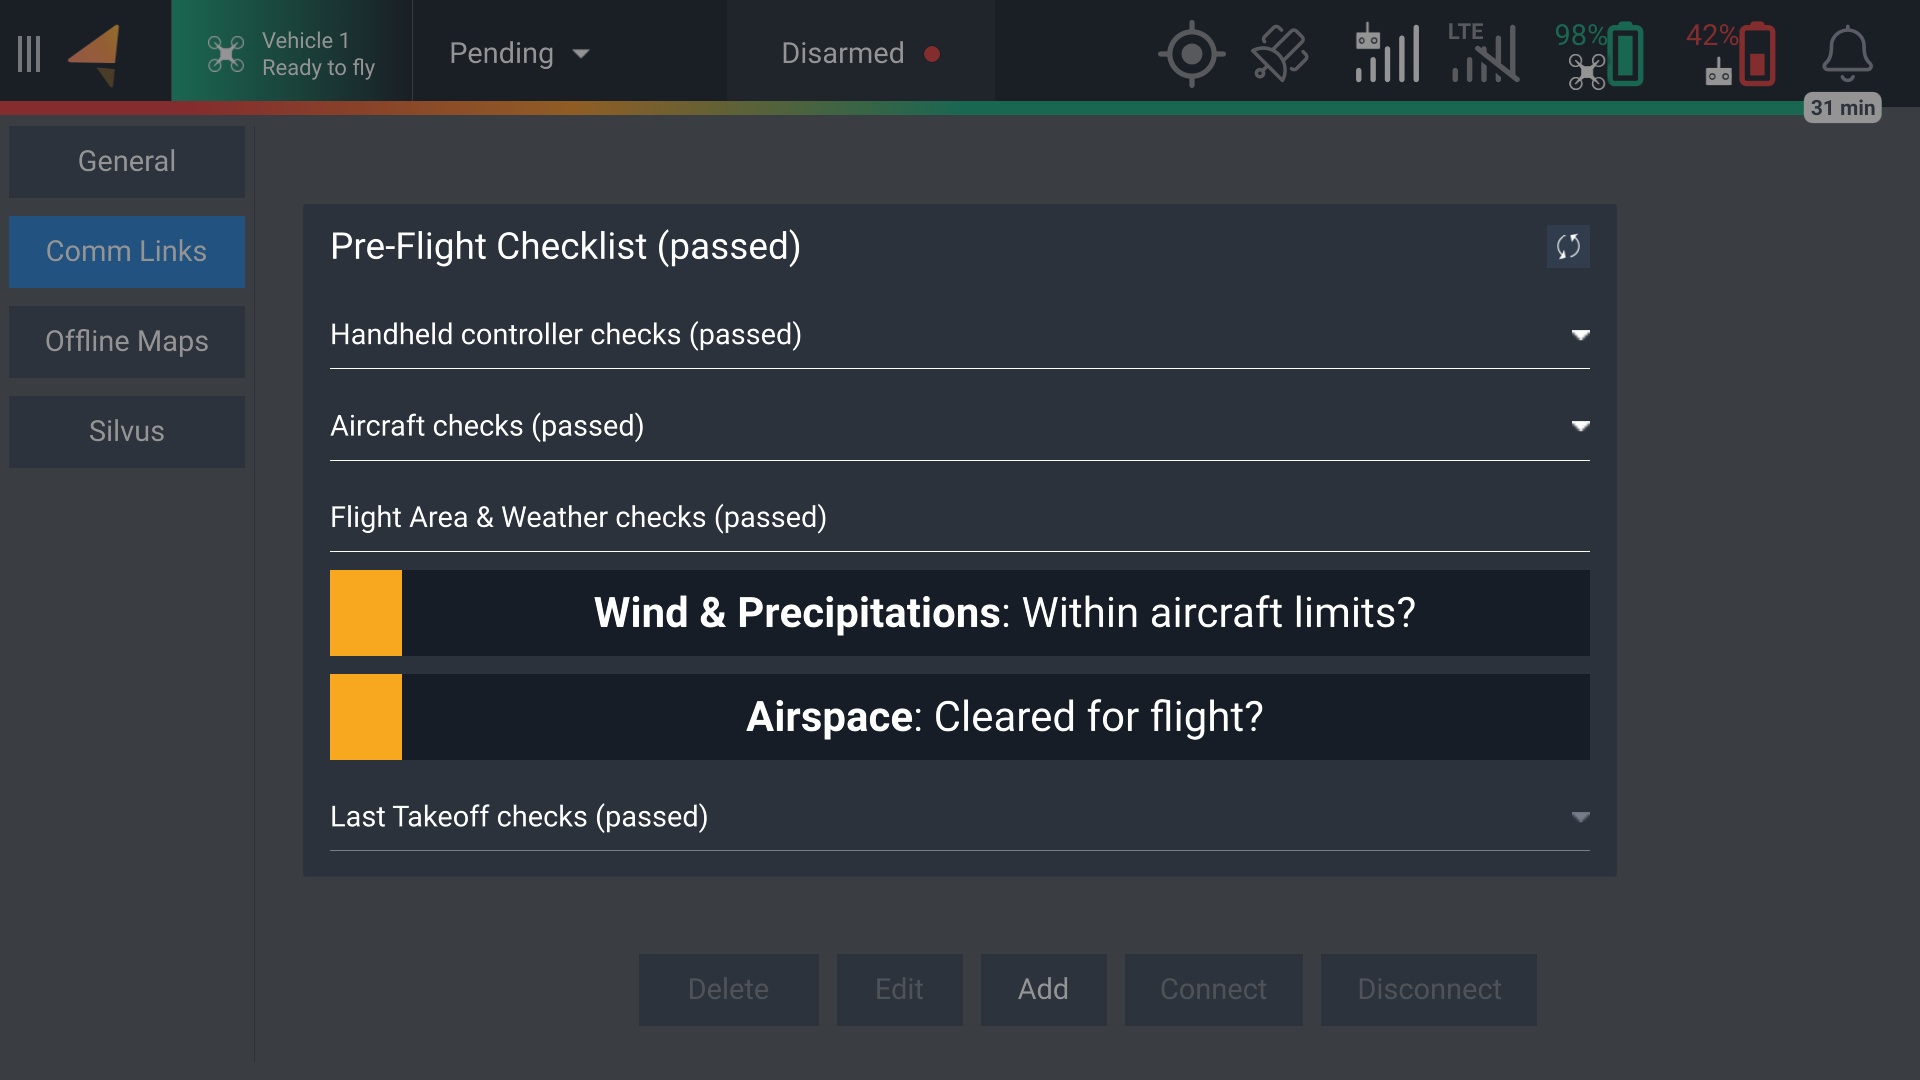 Vehicle 1
Ready to fly
Pending
Disarmed
LTE
98%
42%
31 min
General
Comm Links
Offline Maps
Silvus
Pre-Flight Checklist (passed)
Handheld controller checks (passed)
Aircraft checks (passed)
Flight Area & Weather checks (passed)
Wind & Precipitations: Within aircraft limits?
Airspace: Cleared for flight?
Last Takeoff checks (passed)
Delete
Edit
Add
Connect
Disconnect